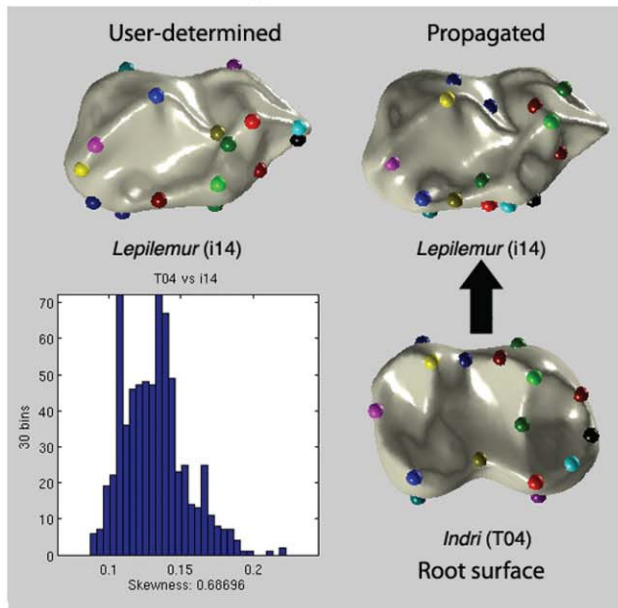 User-determined
Propagated
Lepilemur (i14)
Lepilemur (i14)
T04 vs i14
70
60
50
40
30
20
10
0
30 bins
0.1
0.15
0.2
Skewness: 0.68696
Indri (T04)
Root surface